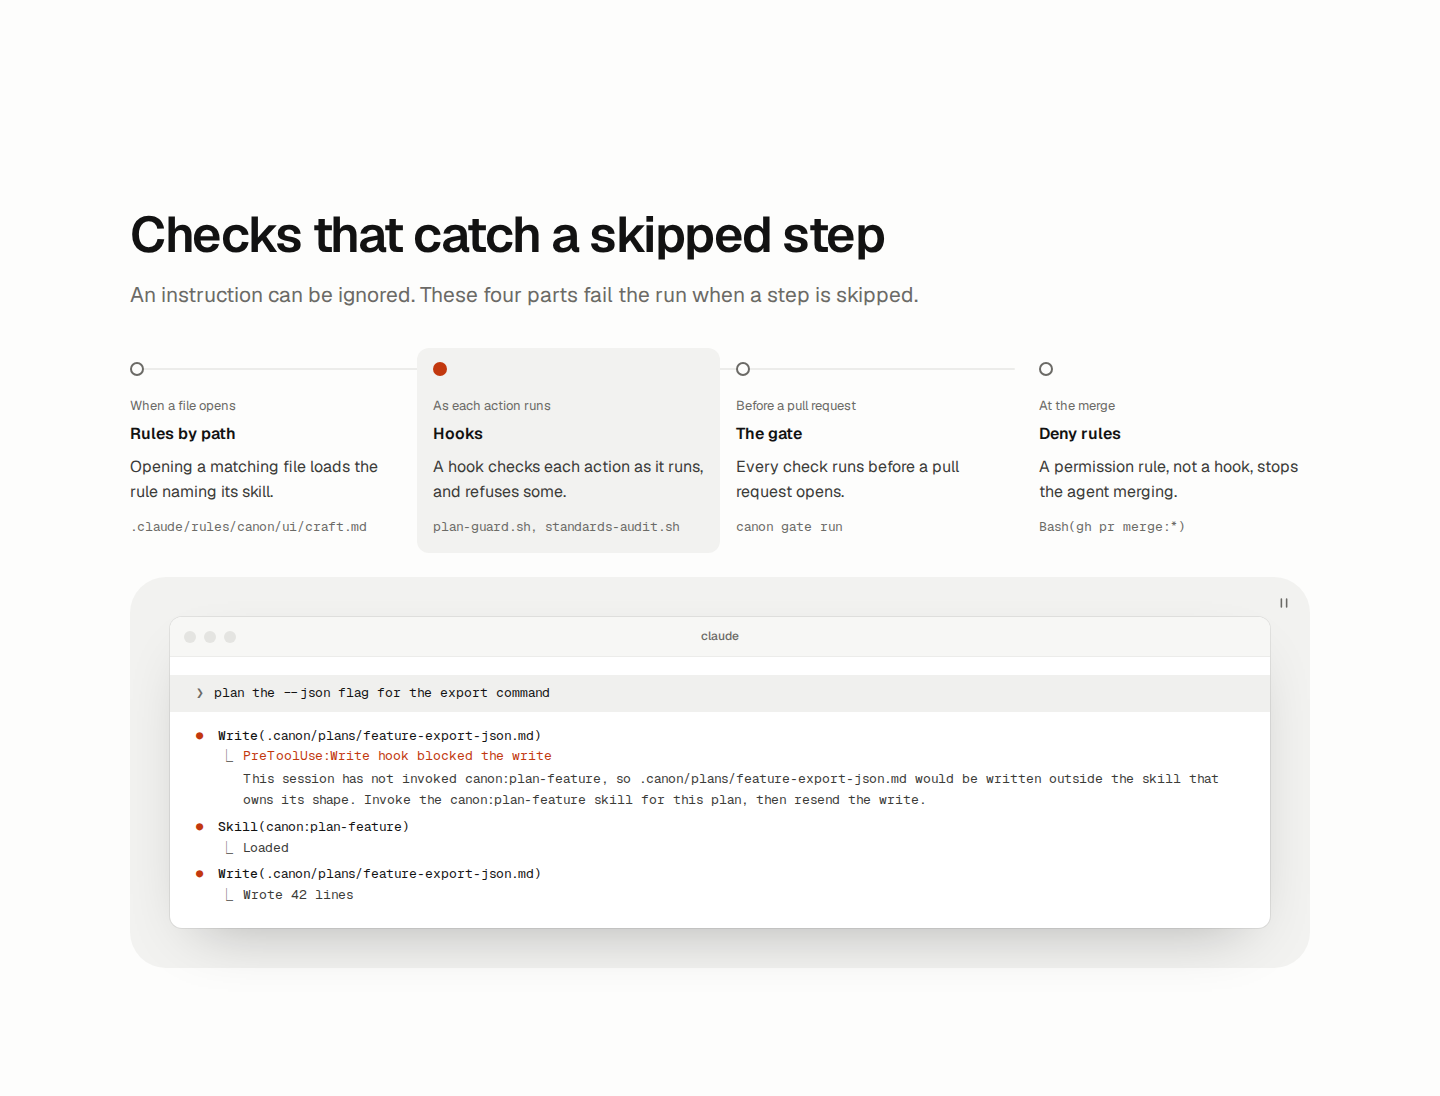 Checks that catch a skipped step
An instruction can be ignored. These four parts fail the run when a step is skipped.
When a file opens
Rules by path
Opening a matching file loads the
rule naming its skill.
.claude/rules/canon/ui/craft.md
As each action runs
Hooks
A hook checks each action as it runs,
and refuses some.
plan-guard.sh, standards-audit.sh
Before a pull request
The gate
Every check runs before a pull
request opens.
canon gate run
At the merge
Deny rules
A permission rule, not a hook, stops
the agent merging.
Bash(gh pr merge:*)
claude
❯ plan the --json flag for the export command
● Write(.canon/plans/feature-export-json.md)
⎿ PreToolUse:Write hook blocked the write
This session has not invoked canon:plan-feature, so .canon/plans/feature-export-json.md would be written outside the skill that
owns its shape. Invoke the canon:plan-feature skill for this plan, then resend the write.
● Skill(canon:plan-feature)
⎿ Loaded
● Write(.canon/plans/feature-export-json.md)
⎿ Wrote 42 lines